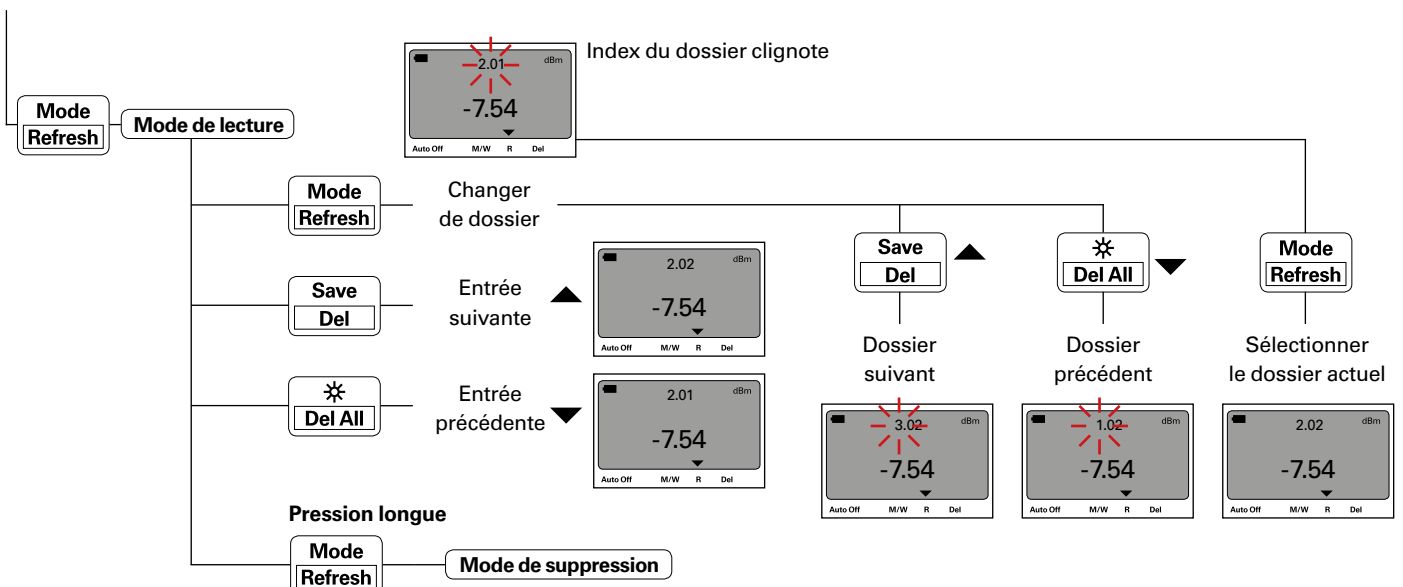 Index du dossier clignote
2.01 dBm
-7.54
Auto Off M/W R Del
Mode
Refresh
Mode de lecture
Mode
Refresh
Changer
de dossier
Save
Del
Entrée
suivante
2.02 dBm
-7.54
Auto Off M/W R Del
Del All
Entrée
précédente
2.01 dBm
-7.54
Auto Off M/W R Del
Save
Del
Dossier
suivant
3.02 dBm
-7.54
Auto Off M/W R Del
Del All
Dossier
précédent
1.02 dBm
-7.54
Auto Off M/W R Del
Mode
Refresh
Sélectionner
le dossier actuel
2.02 dBm
-7.54
Auto Off M/W R Del
Pression longue
Mode
Refresh
Mode de suppression